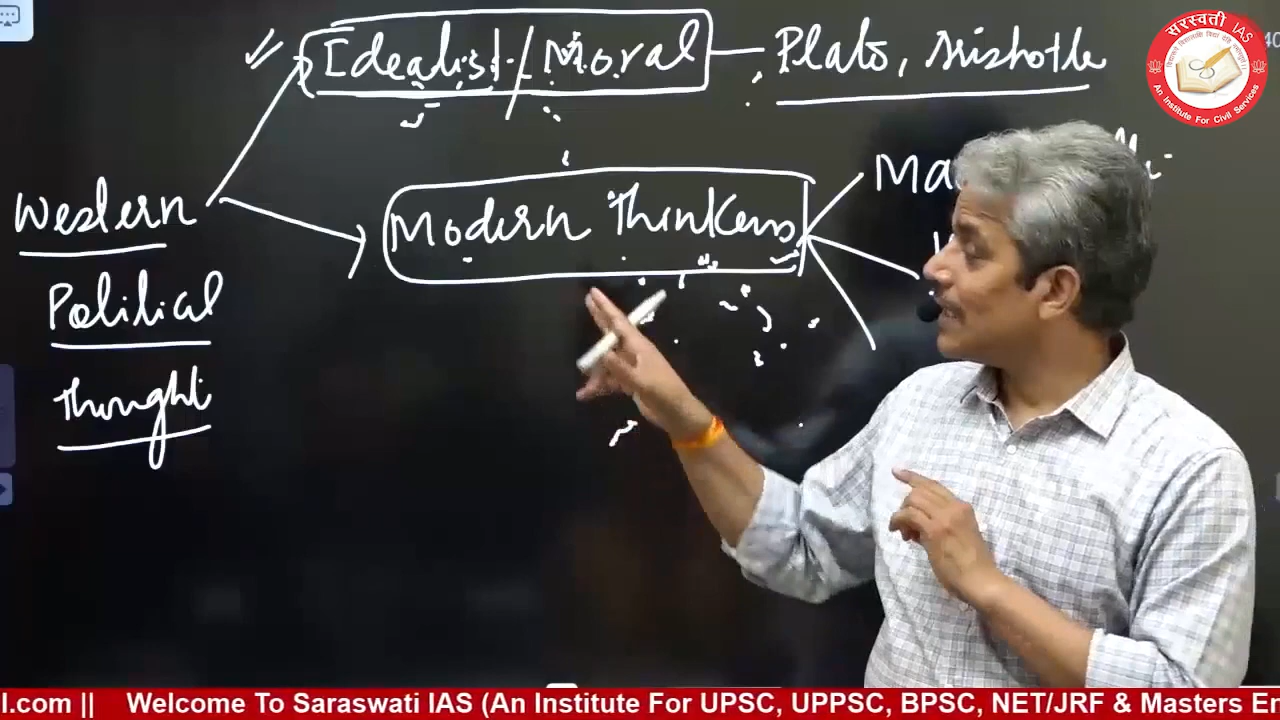 Idealist / Moral — Plato, Aristotle
Western
Political
Thought
Modern Thinkers
सरस्वती IAS
An Institute For Civil Services
l.com || Welcome To Saraswati IAS (An Institute For UPSC, UPPSC, BPSC, NET/JRF & Masters En